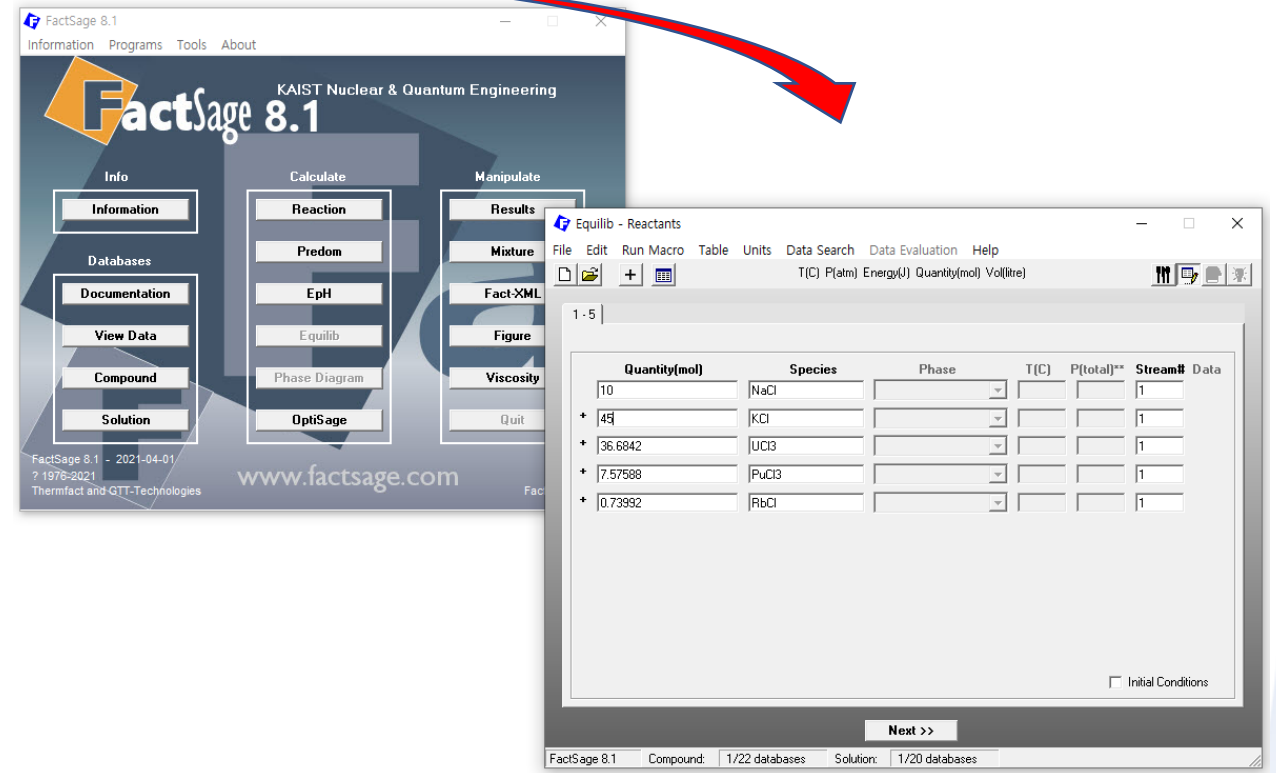 FactSage 8.1
Information Programs Tools About
KAIST Nuclear & Quantum Engineering
FactSage 8.1
Info Calculate Manipulate
Information Reaction Results
Predom Mixture
Databases
Documentation EpH Fact-XML
View Data Equilib Figure
Compound Phase Diagram Viscosity
Solution OptiSage Quit
FactSage 8.1 - 2021-04-01
? 1976-2021
Thermfact and GTT-Technologies
www.factsage.com
Fac
Equilib - Reactants
File Edit Run Macro Table Units Data Search Data Evaluation Help
T(C) P(atm) Energy(J) Quantity(mol) Vol(litre)
1 - 5
Quantity(mol) Species Phase T(C) P(total)** Stream# Data
10 NaCl 1
+ 45 KCl 1
+ 36.6842 UCl3 1
+ 7.57588 PuCl3 1
+ 0.73992 RbCl 1
Initial Conditions
Next >>
FactSage 8.1 Compound: 1/22 databases Solution: 1/20 databases